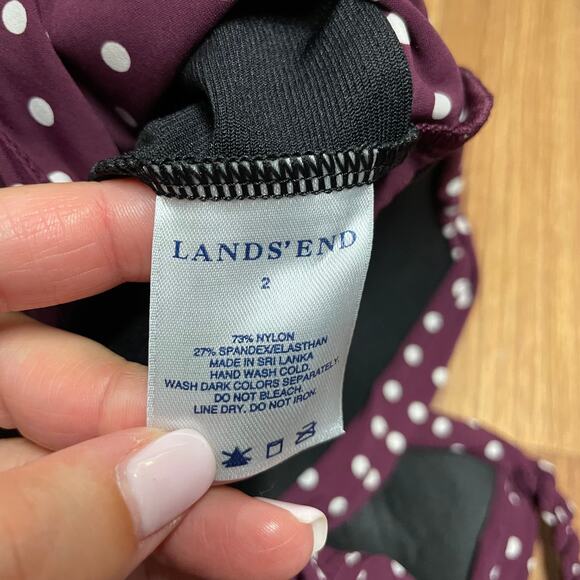 LANDS' END
2
73% NYLON
27% SPANDEX/ELASTHAN
MADE IN SRI LANKA
HAND WASH COLD.
WASH DARK COLORS SEPARATELY.
DO NOT BLEACH.
LINE DRY. DO NOT IRON.